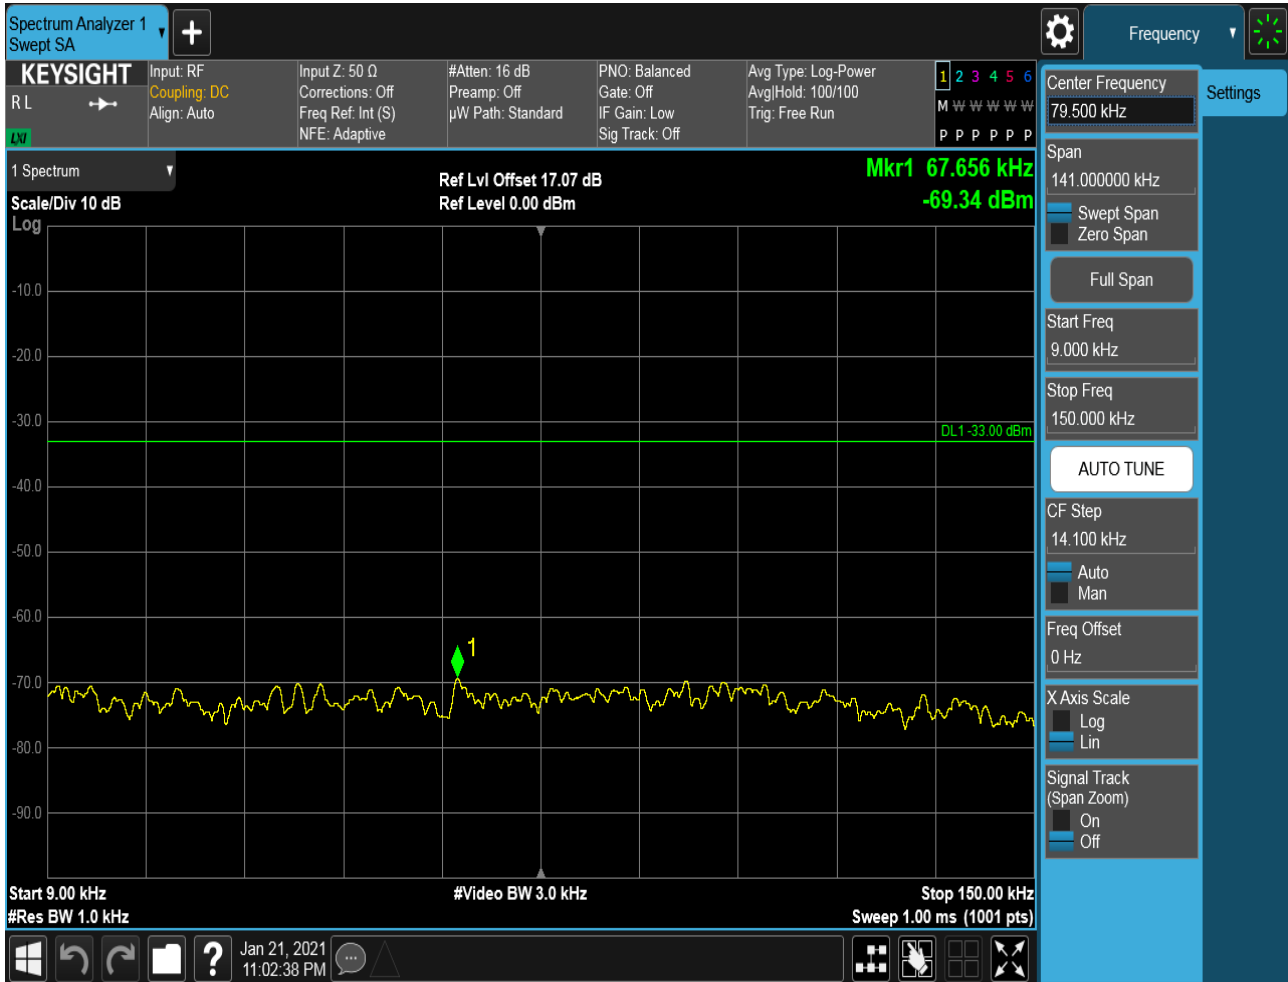 Spectrum Analyzer 1
Swept SA
+
Frequency
KEYSIGHT
R L
LXI
Input: RF
Coupling: DC
Align: Auto
Input Z: 50 Ω
Corrections: Off
Freq Ref: Int (S)
NFE: Adaptive
#Atten: 16 dB
Preamp: Off
µW Path: Standard
PNO: Balanced
Gate: Off
IF Gain: Low
Sig Track: Off
Avg Type: Log-Power
Avg|Hold: 100/100
Trig: Free Run
1 2 3 4 5 6
M W W W W W
P P P P P P
1 Spectrum
Scale/Div 10 dB
Log
Ref Lvl Offset 17.07 dB
Ref Level 0.00 dBm
Mkr1 67.656 kHz
-69.34 dBm
-10.0
-20.0
-30.0
DL1 -33.00 dBm
-40.0
-50.0
-60.0
1
-70.0
-80.0
-90.0
Start 9.00 kHz
#Video BW 3.0 kHz
Stop 150.00 kHz
#Res BW 1.0 kHz
Sweep 1.00 ms (1001 pts)
Center Frequency
79.500 kHz
Settings
Span
141.000000 kHz
Swept Span
Zero Span
Full Span
Start Freq
9.000 kHz
Stop Freq
150.000 kHz
AUTO TUNE
CF Step
14.100 kHz
Auto
Man
Freq Offset
0 Hz
X Axis Scale
Log
Lin
Signal Track
(Span Zoom)
On
Off
?
Jan 21, 2021
11:02:38 PM